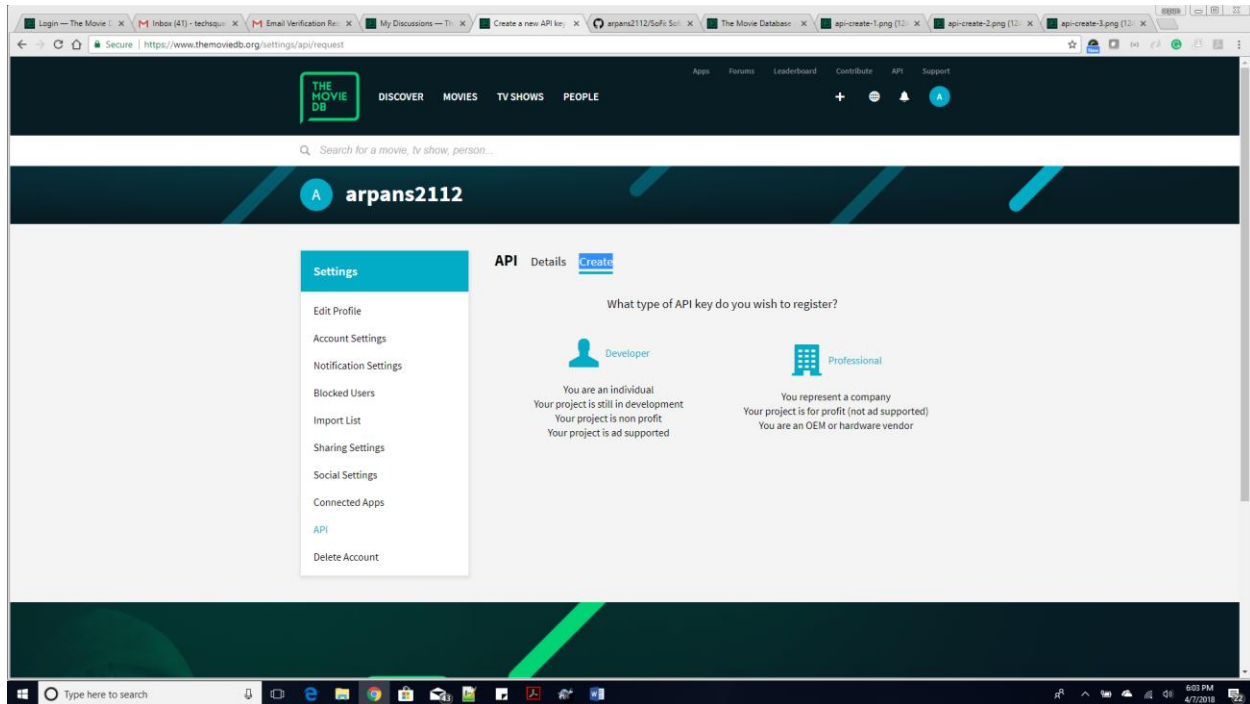 Login — The Movie D
Inbox (41) - techsqua
Email Verification Re
My Discussions — Th
Create a new API key
arpans2112/SoFi: Sci
The Movie Database
api-create-1.png (12
api-create-2.png (12
api-create-3.png (12
Secure | https://www.themoviedb.org/settings/api/request
New
Apps Forums Leaderboard Contribute API Support
THE
MOVIE
DB
DISCOVER MOVIES TV SHOWS PEOPLE
A
Search for a movie, tv show, person...
A arpans2112
Settings
Edit Profile
Account Settings
Notification Settings
Blocked Users
Import List
Sharing Settings
Social Settings
Connected Apps
API
Delete Account
API Details Create
What type of API key do you wish to register?
Developer
You are an individual
Your project is still in development
Your project is non profit
Your project is ad supported
Professional
You represent a company
Your project is for profit (not ad supported)
You are an OEM or hardware vendor
Type here to search
43
6:03 PM
4/7/2018
22